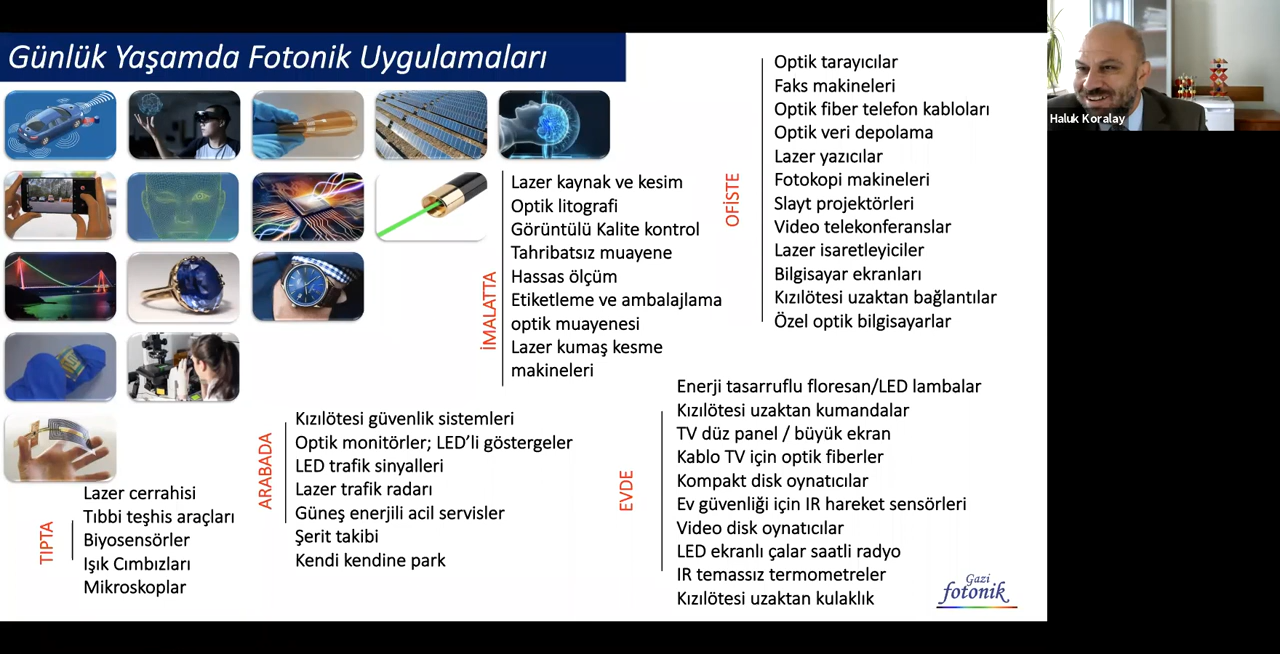 Günlük Yaşamda Fotonik Uygulamaları
Haluk Koralay
OFİSTE
Optik tarayıcılar
Faks makineleri
Optik fiber telefon kabloları
Optik veri depolama
Lazer yazıcılar
Fotokopi makineleri
Slayt projektörleri
Video telekonferanslar
Lazer isaretleyiciler
Bilgisayar ekranları
Kızılötesi uzaktan bağlantılar
Özel optik bilgisayarlar
İMALATTA
Lazer kaynak ve kesim
Optik litografi
Görüntülü Kalite kontrol
Tahribatsız muayene
Hassas ölçüm
Etiketleme ve ambalajlama
optik muayenesi
Lazer kumaş kesme
makineleri
EVDE
Enerji tasarruflu floresan/LED lambalar
Kızılötesi uzaktan kumandalar
TV düz panel / büyük ekran
Kablo TV için optik fiberler
Kompakt disk oynatıcılar
Ev güvenliği için IR hareket sensörleri
Video disk oynatıcılar
LED ekranlı çalar saatli radyo
IR temassız termometreler
Kızılötesi uzaktan kulaklık
ARABADA
Kızılötesi güvenlik sistemleri
Optik monitörler; LED’li göstergeler
LED trafik sinyalleri
Lazer trafik radarı
Güneş enerjili acil servisler
Şerit takibi
Kendi kendine park
TIPTA
Lazer cerrahisi
Tıbbi teşhis araçları
Biyosensörler
Işık Cımbızları
Mikroskoplar
Gazi
fotonik